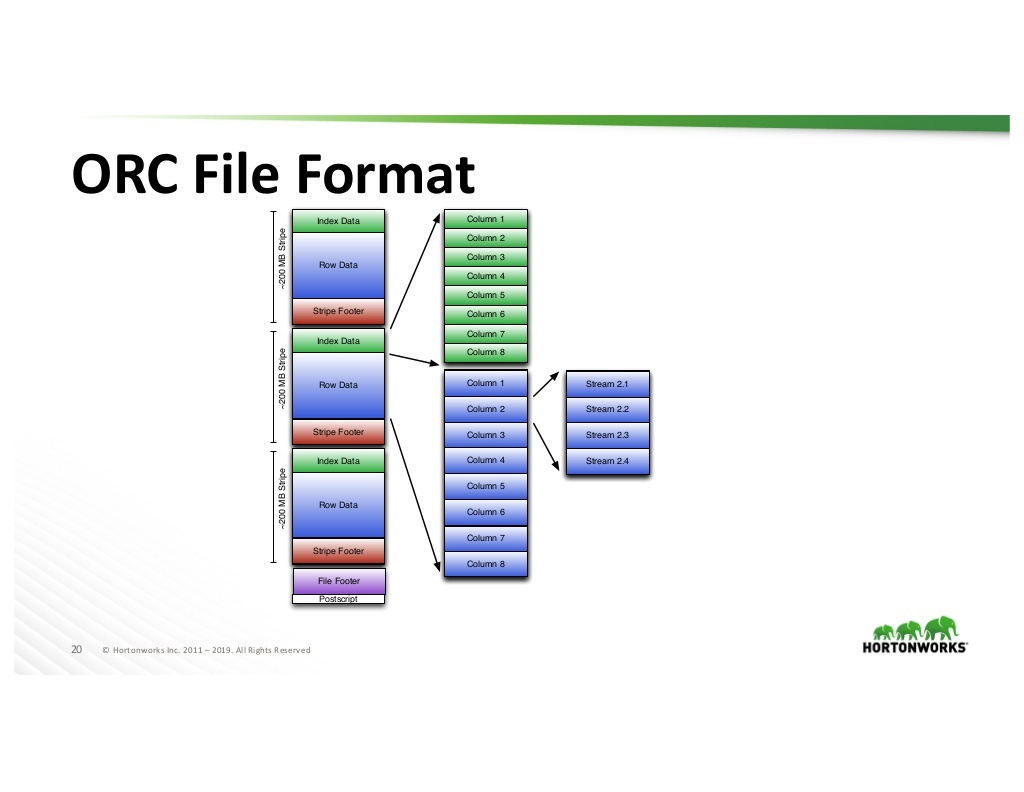 ORC File Format
~200 MB Stripe
Index Data
Row Data
Stripe Footer
~200 MB Stripe
Index Data
Row Data
Stripe Footer
~200 MB Stripe
Index Data
Row Data
Stripe Footer
File Footer
Postscript
Column 1
Column 2
Column 3
Column 4
Column 5
Column 6
Column 7
Column 8
Column 1
Column 2
Column 3
Column 4
Column 5
Column 6
Column 7
Column 8
Stream 2.1
Stream 2.2
Stream 2.3
Stream 2.4
20 © Hortonworks Inc. 2011 – 2019. All Rights Reserved
HORTONWORKS